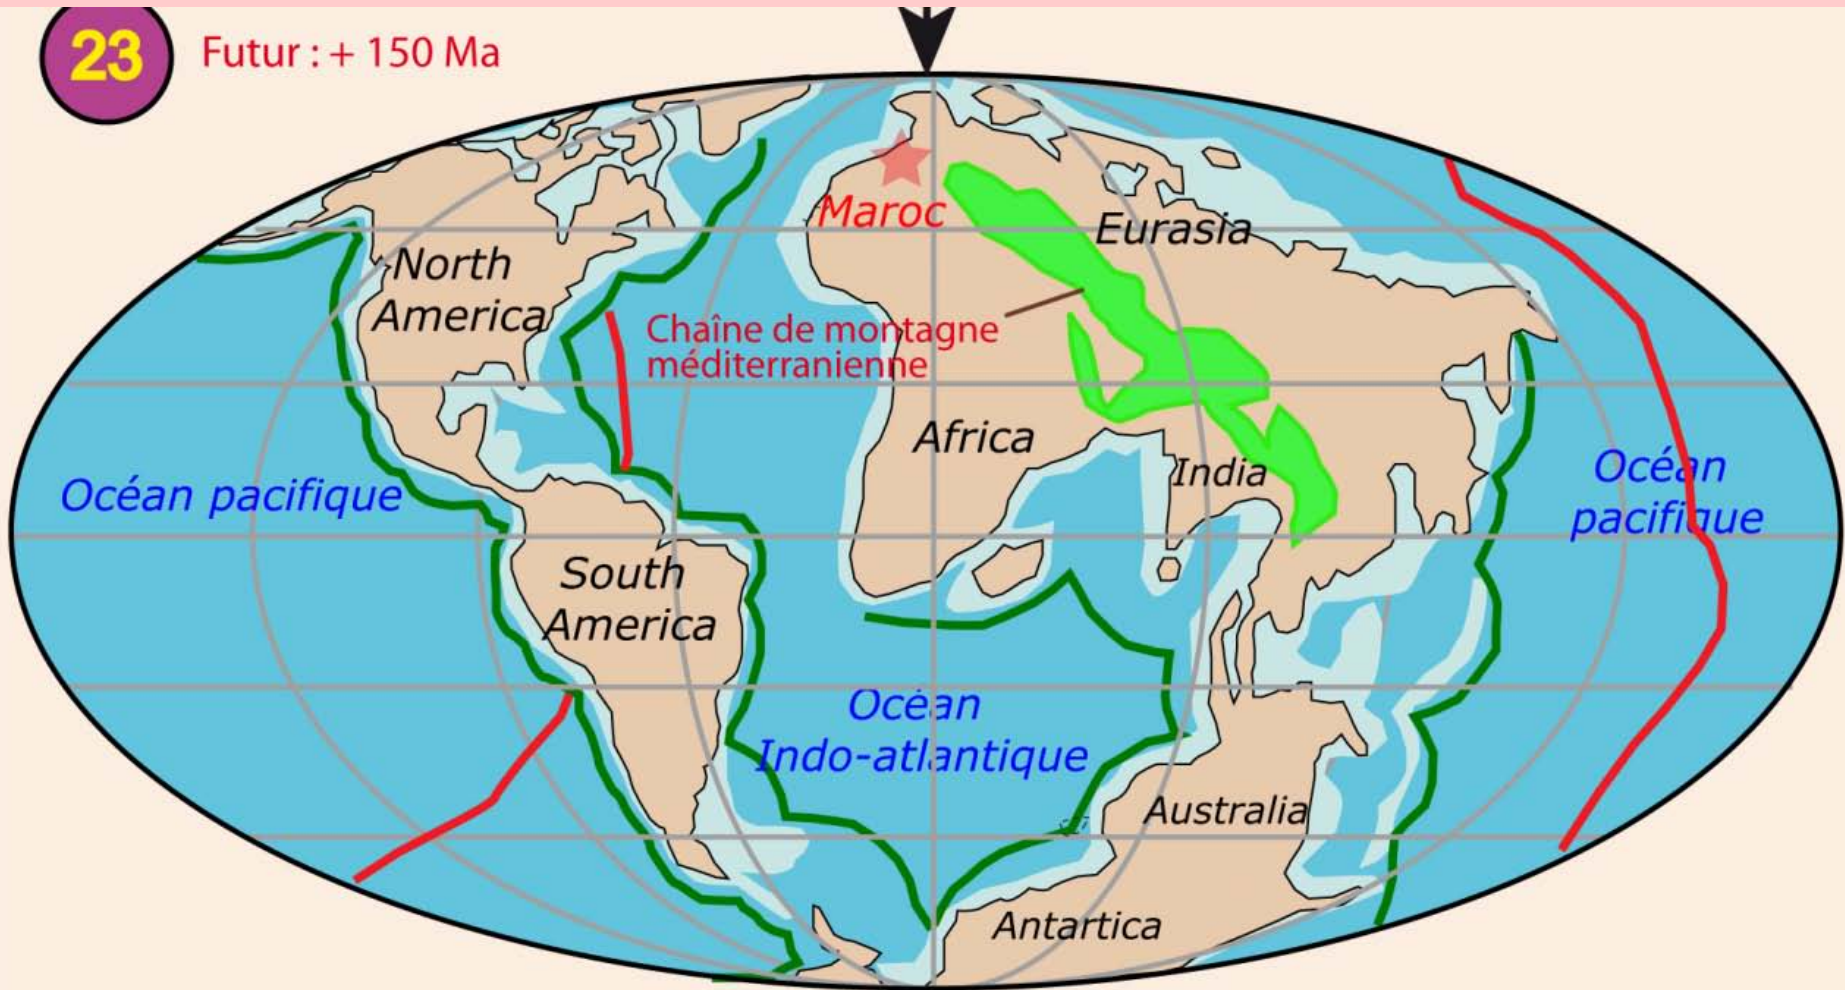 23
Futur : + 150 Ma
Maroc
Eurasia
North
America
Chaîne de montagne
méditerranienne
Africa
Océan pacifique
India
Océan
pacifique
South
America
Océan
Indo-atlantique
Australia
Antartica